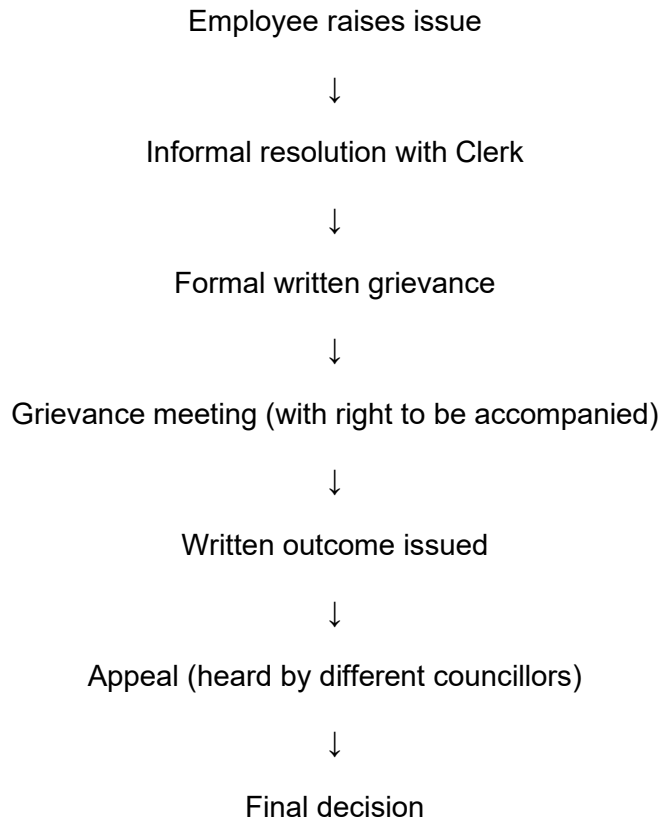 Employee raises issue
↓
Informal resolution with Clerk
↓
Formal written grievance
↓
Grievance meeting (with right to be accompanied)
↓
Written outcome issued
↓
Appeal (heard by different councillors)
↓
Final decision